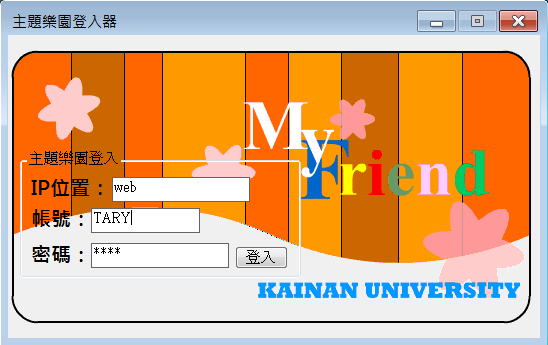 主題樂園登入器
My
Friend
主題樂園登入
IP位置：web
帳號：TARY
密碼：****
登入
KAINAN UNIVERSITY